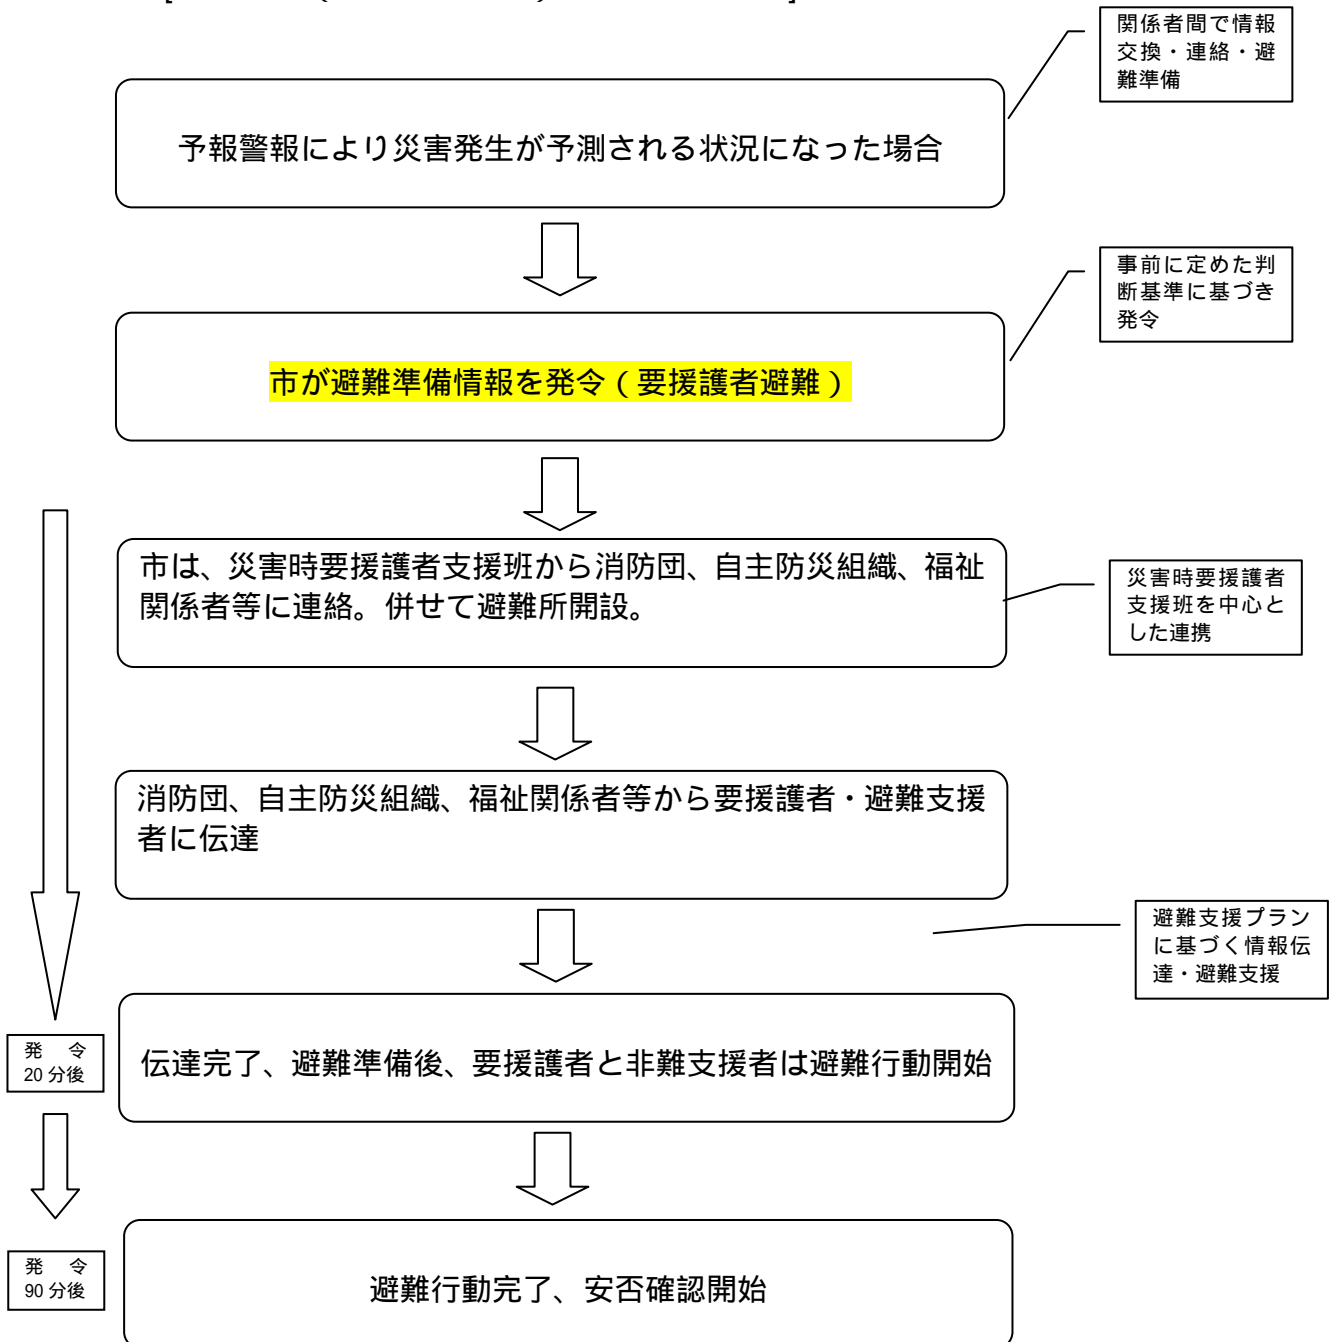 関係者間で情報
交換・連絡・避
難準備
予報警報により災害発生が予測される状況になった場合
事前に定めた判
断基準に基づき
発令
市が避難準備情報を発令（要援護者避難）
市は、災害時要援護者支援班から消防団、自主防災組織、福祉
関係者等に連絡。併せて避難所開設。
災害時要援護者
支援班を中心と
した連携
消防団、自主防災組織、福祉関係者等から要援護者・避難支援
者に伝達
避難支援プラン
に基づく情報伝
達・避難支援
発　令
20 分後
伝達完了、避難準備後、要援護者と非難支援者は避難行動開始
発　令
90 分後
避難行動完了、安否確認開始